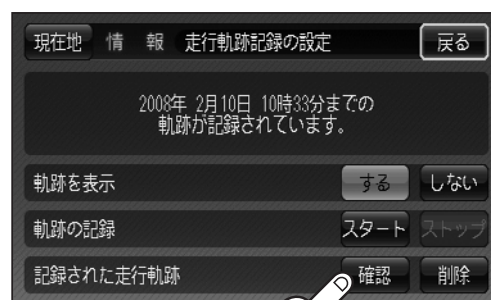 現在地 情 報 走行軌跡記録の設定 戻る
2008年 2月10日 10時33分までの
軌跡が記録されています。
軌跡を表示 する しない
軌跡の記録 スタート ストップ
記録された走行軌跡 確認 削除